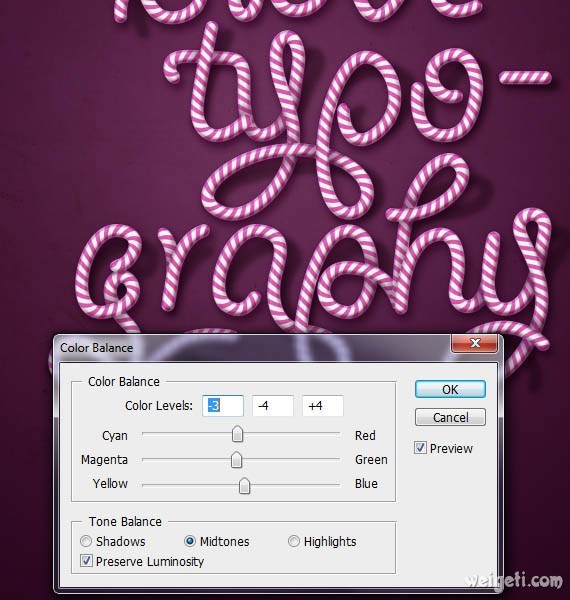 typo-
graphy
Color Balance
Color Balance
Color Levels: -3 -4 +4
Cyan Red
Magenta Green
Yellow Blue
OK
Cancel
Preview
Tone Balance
Shadows Midtones Highlights
Preserve Luminosity
weigeti.com